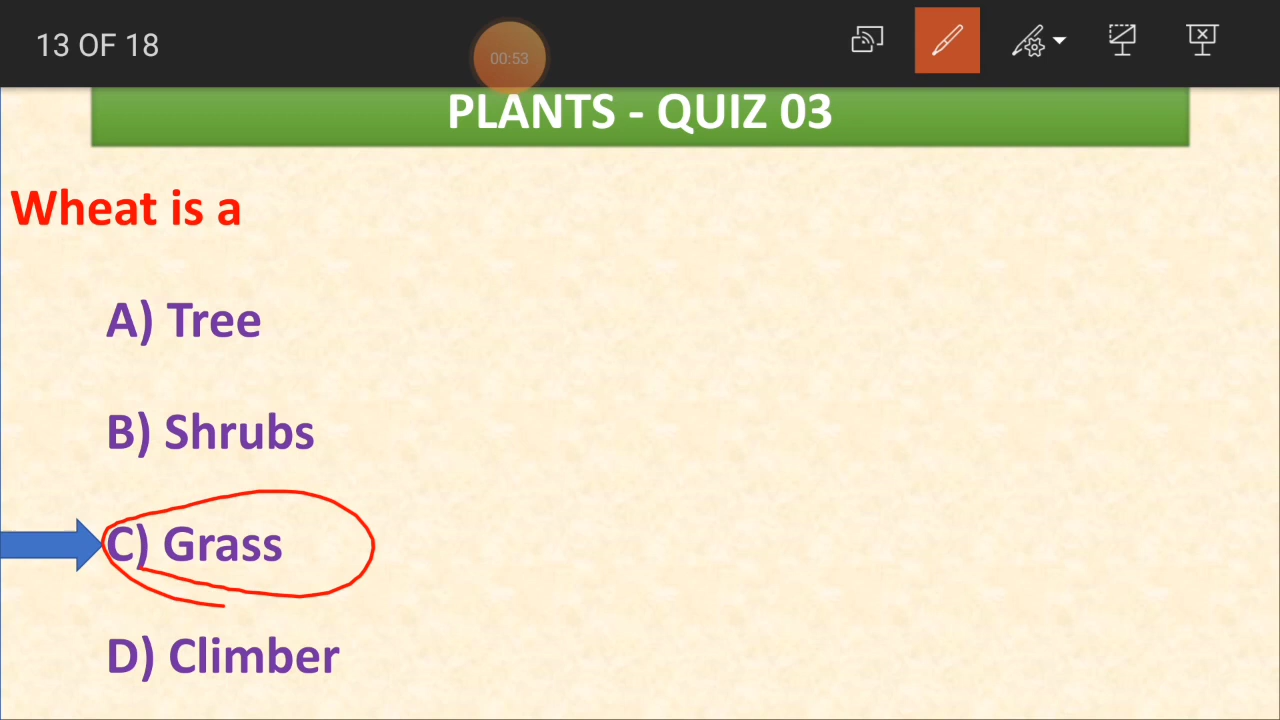 13 OF 18
00:53
PLANTS - QUIZ 03
Wheat is a
A) Tree
B) Shrubs
C) Grass
D) Climber